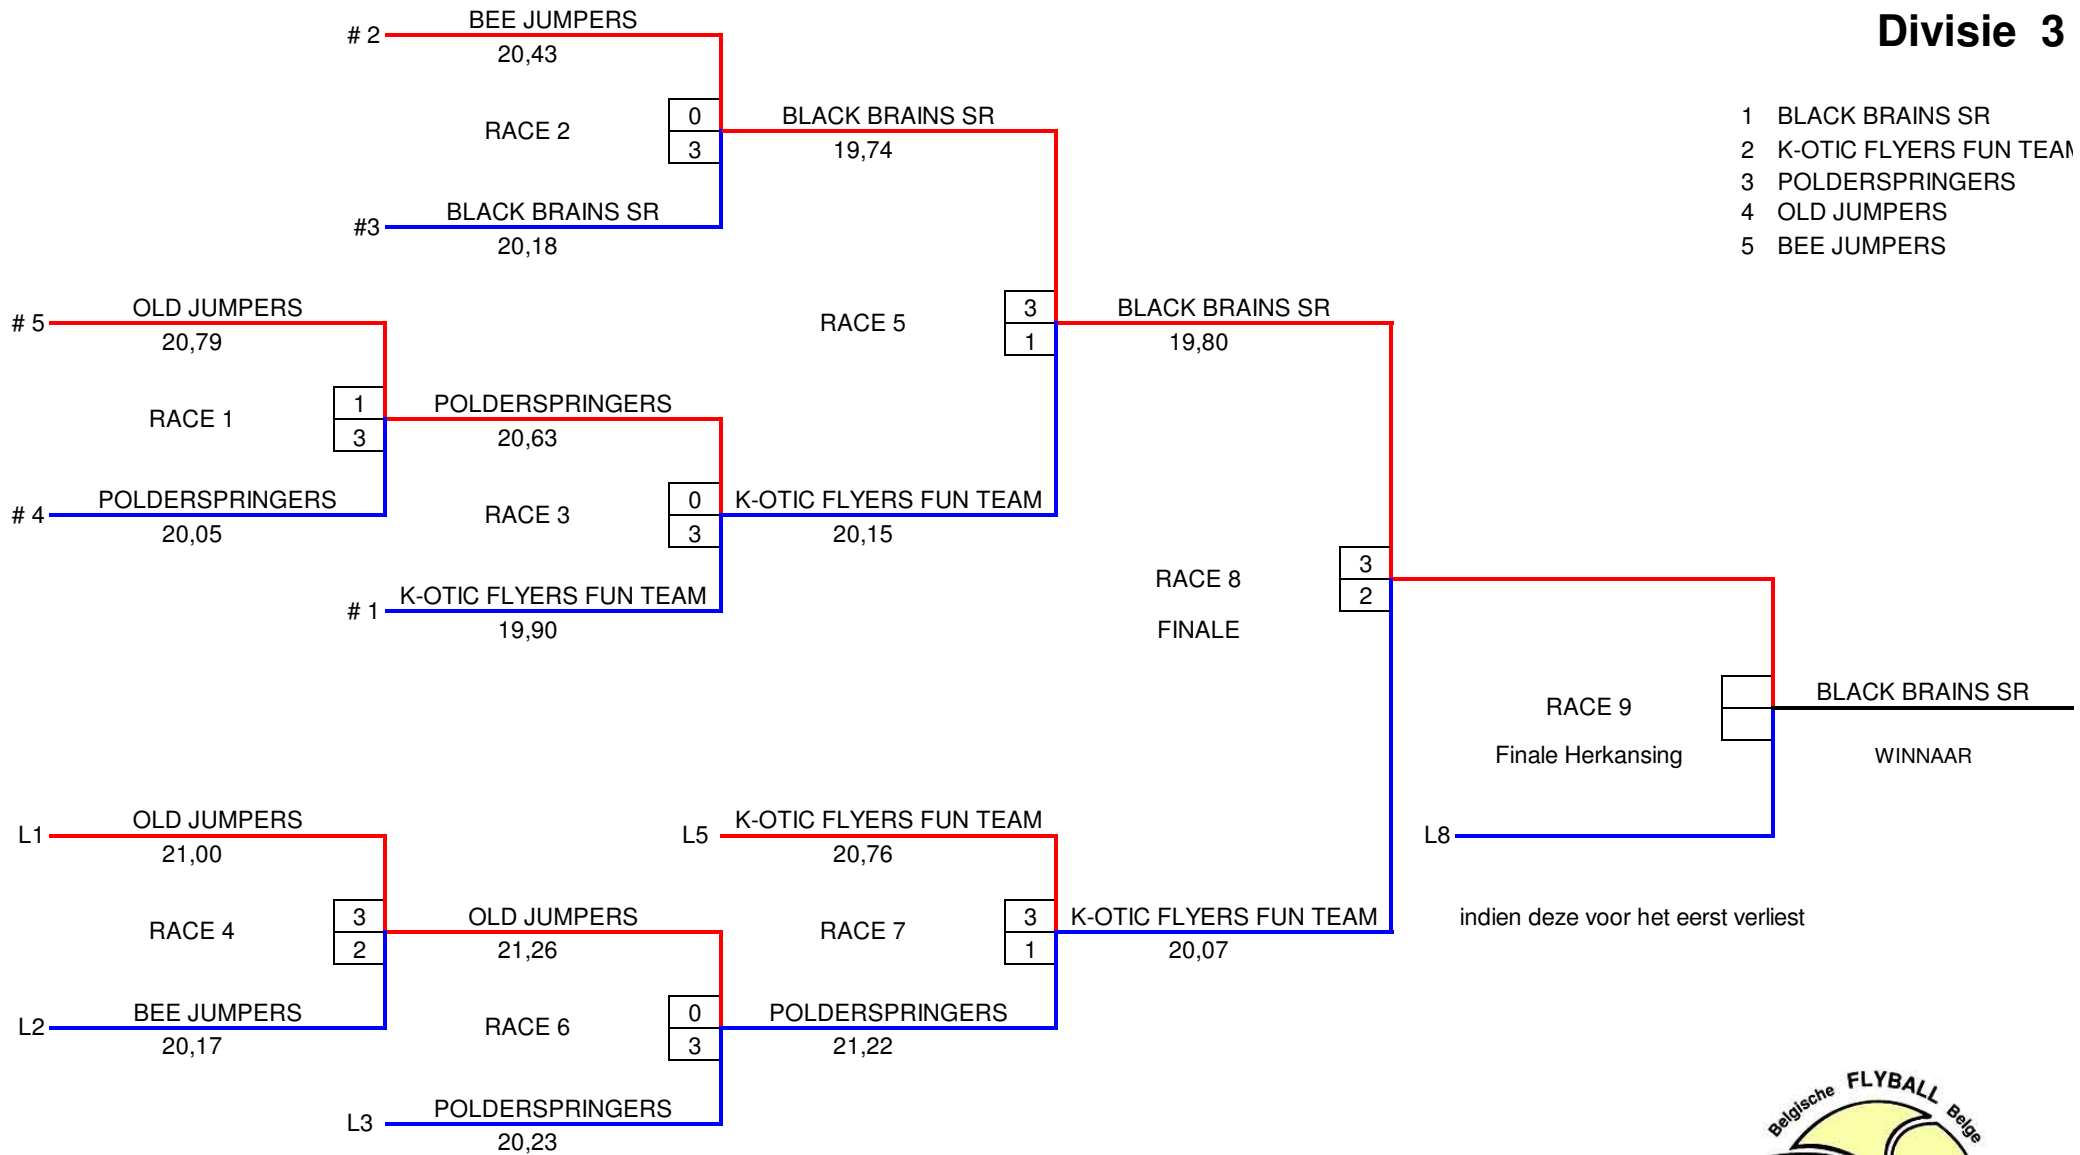 Divisie 3
1 BLACK BRAINS SR
2 K-OTIC FLYERS FUN TEAM
3 POLDERSPRINGERS
4 OLD JUMPERS
5 BEE JUMPERS
# 2
BEE JUMPERS
20,43
RACE 2
0
3
#3
BLACK BRAINS SR
20,18
BLACK BRAINS SR
19,74
# 5
OLD JUMPERS
20,79
RACE 1
1
3
# 4
POLDERSPRINGERS
20,05
POLDERSPRINGERS
20,63
RACE 3
0
3
# 1
K-OTIC FLYERS FUN TEAM
19,90
K-OTIC FLYERS FUN TEAM
20,15
RACE 5
3
1
BLACK BRAINS SR
19,80
RACE 8
FINALE
3
2
RACE 9
Finale Herkansing
BLACK BRAINS SR
WINNAAR
L8
indien deze voor het eerst verliest
L1
OLD JUMPERS
21,00
RACE 4
3
2
L2
BEE JUMPERS
20,17
OLD JUMPERS
21,26
RACE 6
0
3
L3
POLDERSPRINGERS
20,23
L5
K-OTIC FLYERS FUN TEAM
20,76
RACE 7
3
1
POLDERSPRINGERS
21,22
K-OTIC FLYERS FUN TEAM
20,07
Belgische FLYBALL Belge